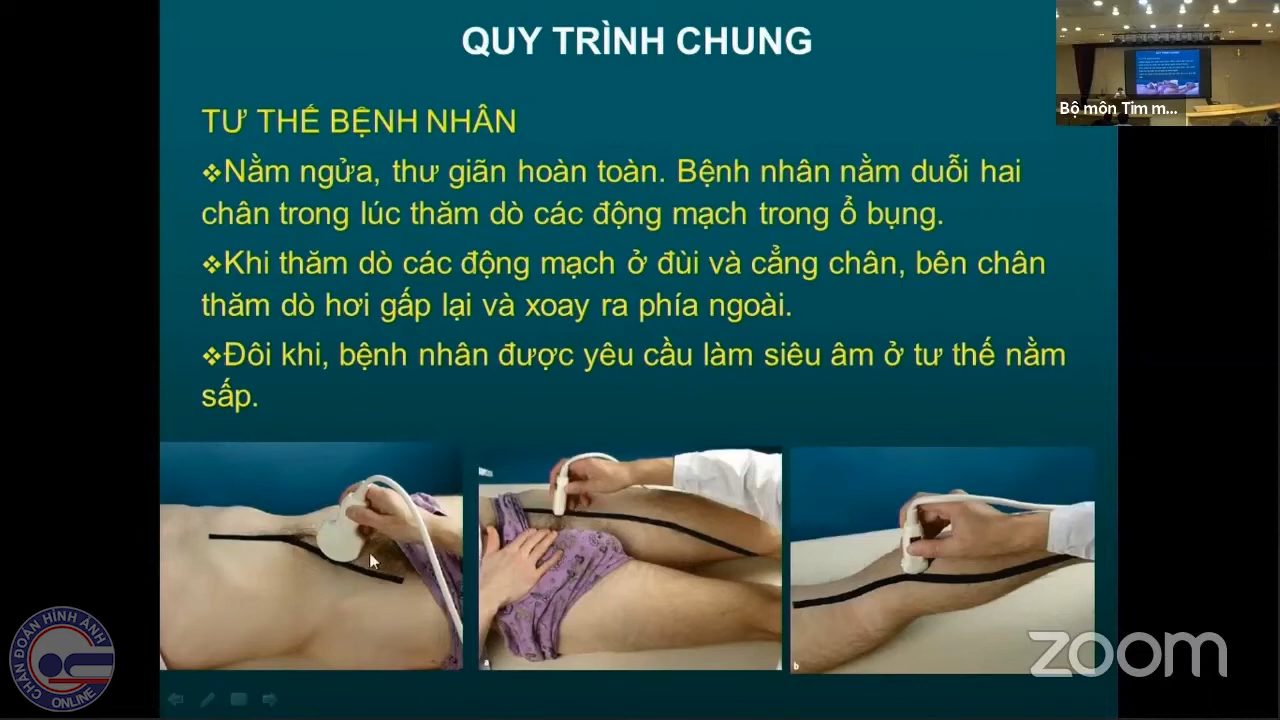 QUY TRÌNH CHUNG
TƯ THẾ BỆNH NHÂN
❖Nằm ngửa, thư giãn hoàn toàn. Bệnh nhân nằm duỗi hai
chân trong lúc thăm dò các động mạch trong ổ bụng.
❖Khi thăm dò các động mạch ở đùi và cẳng chân, bên chân
thăm dò hơi gấp lại và xoay ra phía ngoài.
❖Đôi khi, bệnh nhân được yêu cầu làm siêu âm ở tư thế nằm
sấp.
Bộ môn Tim m...
a
b
CHẨN ĐOÁN HÌNH ẢNH
ONLINE
zoom